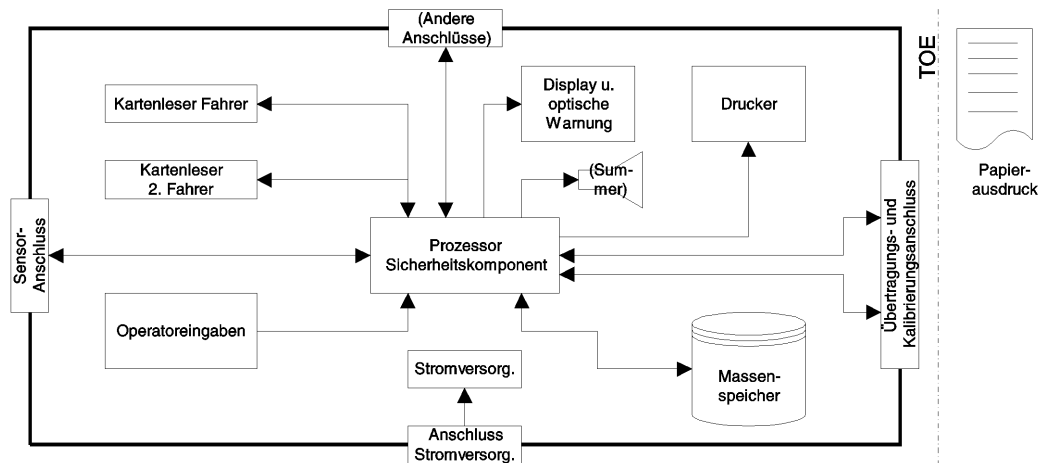 (Andere
Anschlüsse)
TOE
Kartenleser Fahrer
Display u.
optische
Warnung
Drucker
Kartenleser
2. Fahrer
(Sum-
mer)
Papier-
ausdruck
Sensor-
Anschluss
Prozessor
Sicherheitskomponent
Übertragungs- und
Kalibrierungsanschluss
Operatoreingaben
Stromversorg.
Massen-
speicher
Anschluss
Stromversorg.